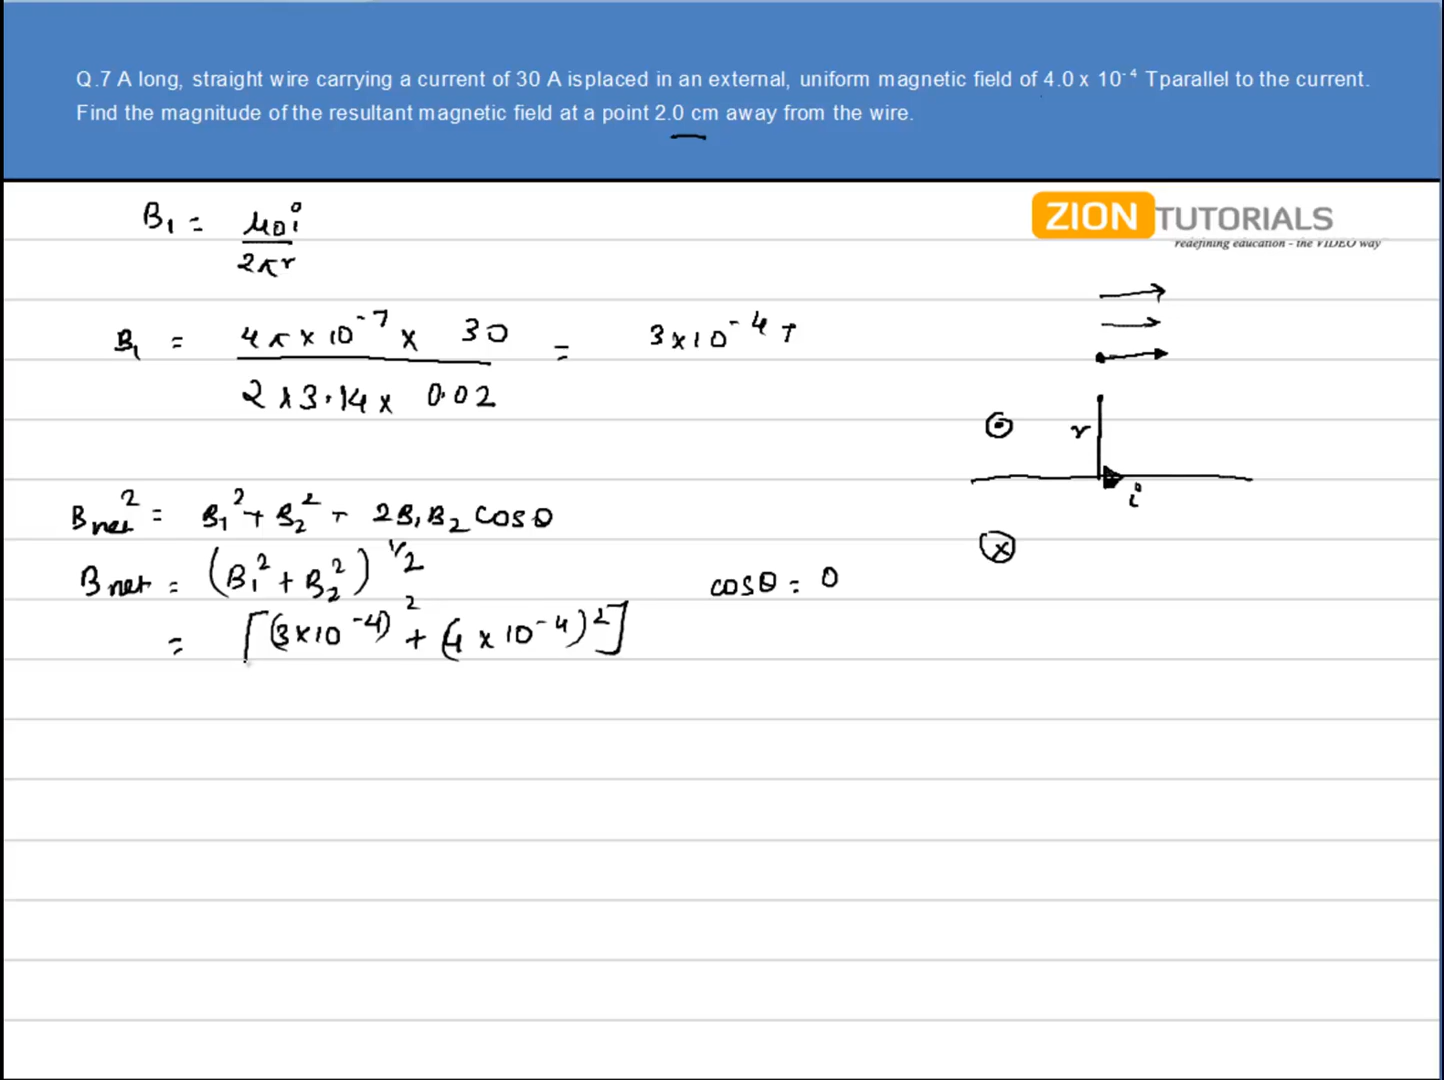 Q.7 A long, straight wire carrying a current of 30 A isplaced in an external, uniform magnetic field of 4.0 x 10⁻⁴ Tparallel to the current.
Find the magnitude of the resultant magnetic field at a point 2.0 cm away from the wire.
ZION TUTORIALS
redefining education - the VIDEO way
B₁ = μ₀i / 2πr
B₁ = 4π × 10⁻⁷ × 30 / 2 × 3.14 × 0.02 = 3 × 10⁻⁴ T
r
i
Bnet² = B₁² + B₂² + 2B₁B₂ cosθ
Bnet = (B₁² + B₂²)^1/2 cosθ = 0
= [(3×10⁻⁴)² + (4 × 10⁻⁴)²]